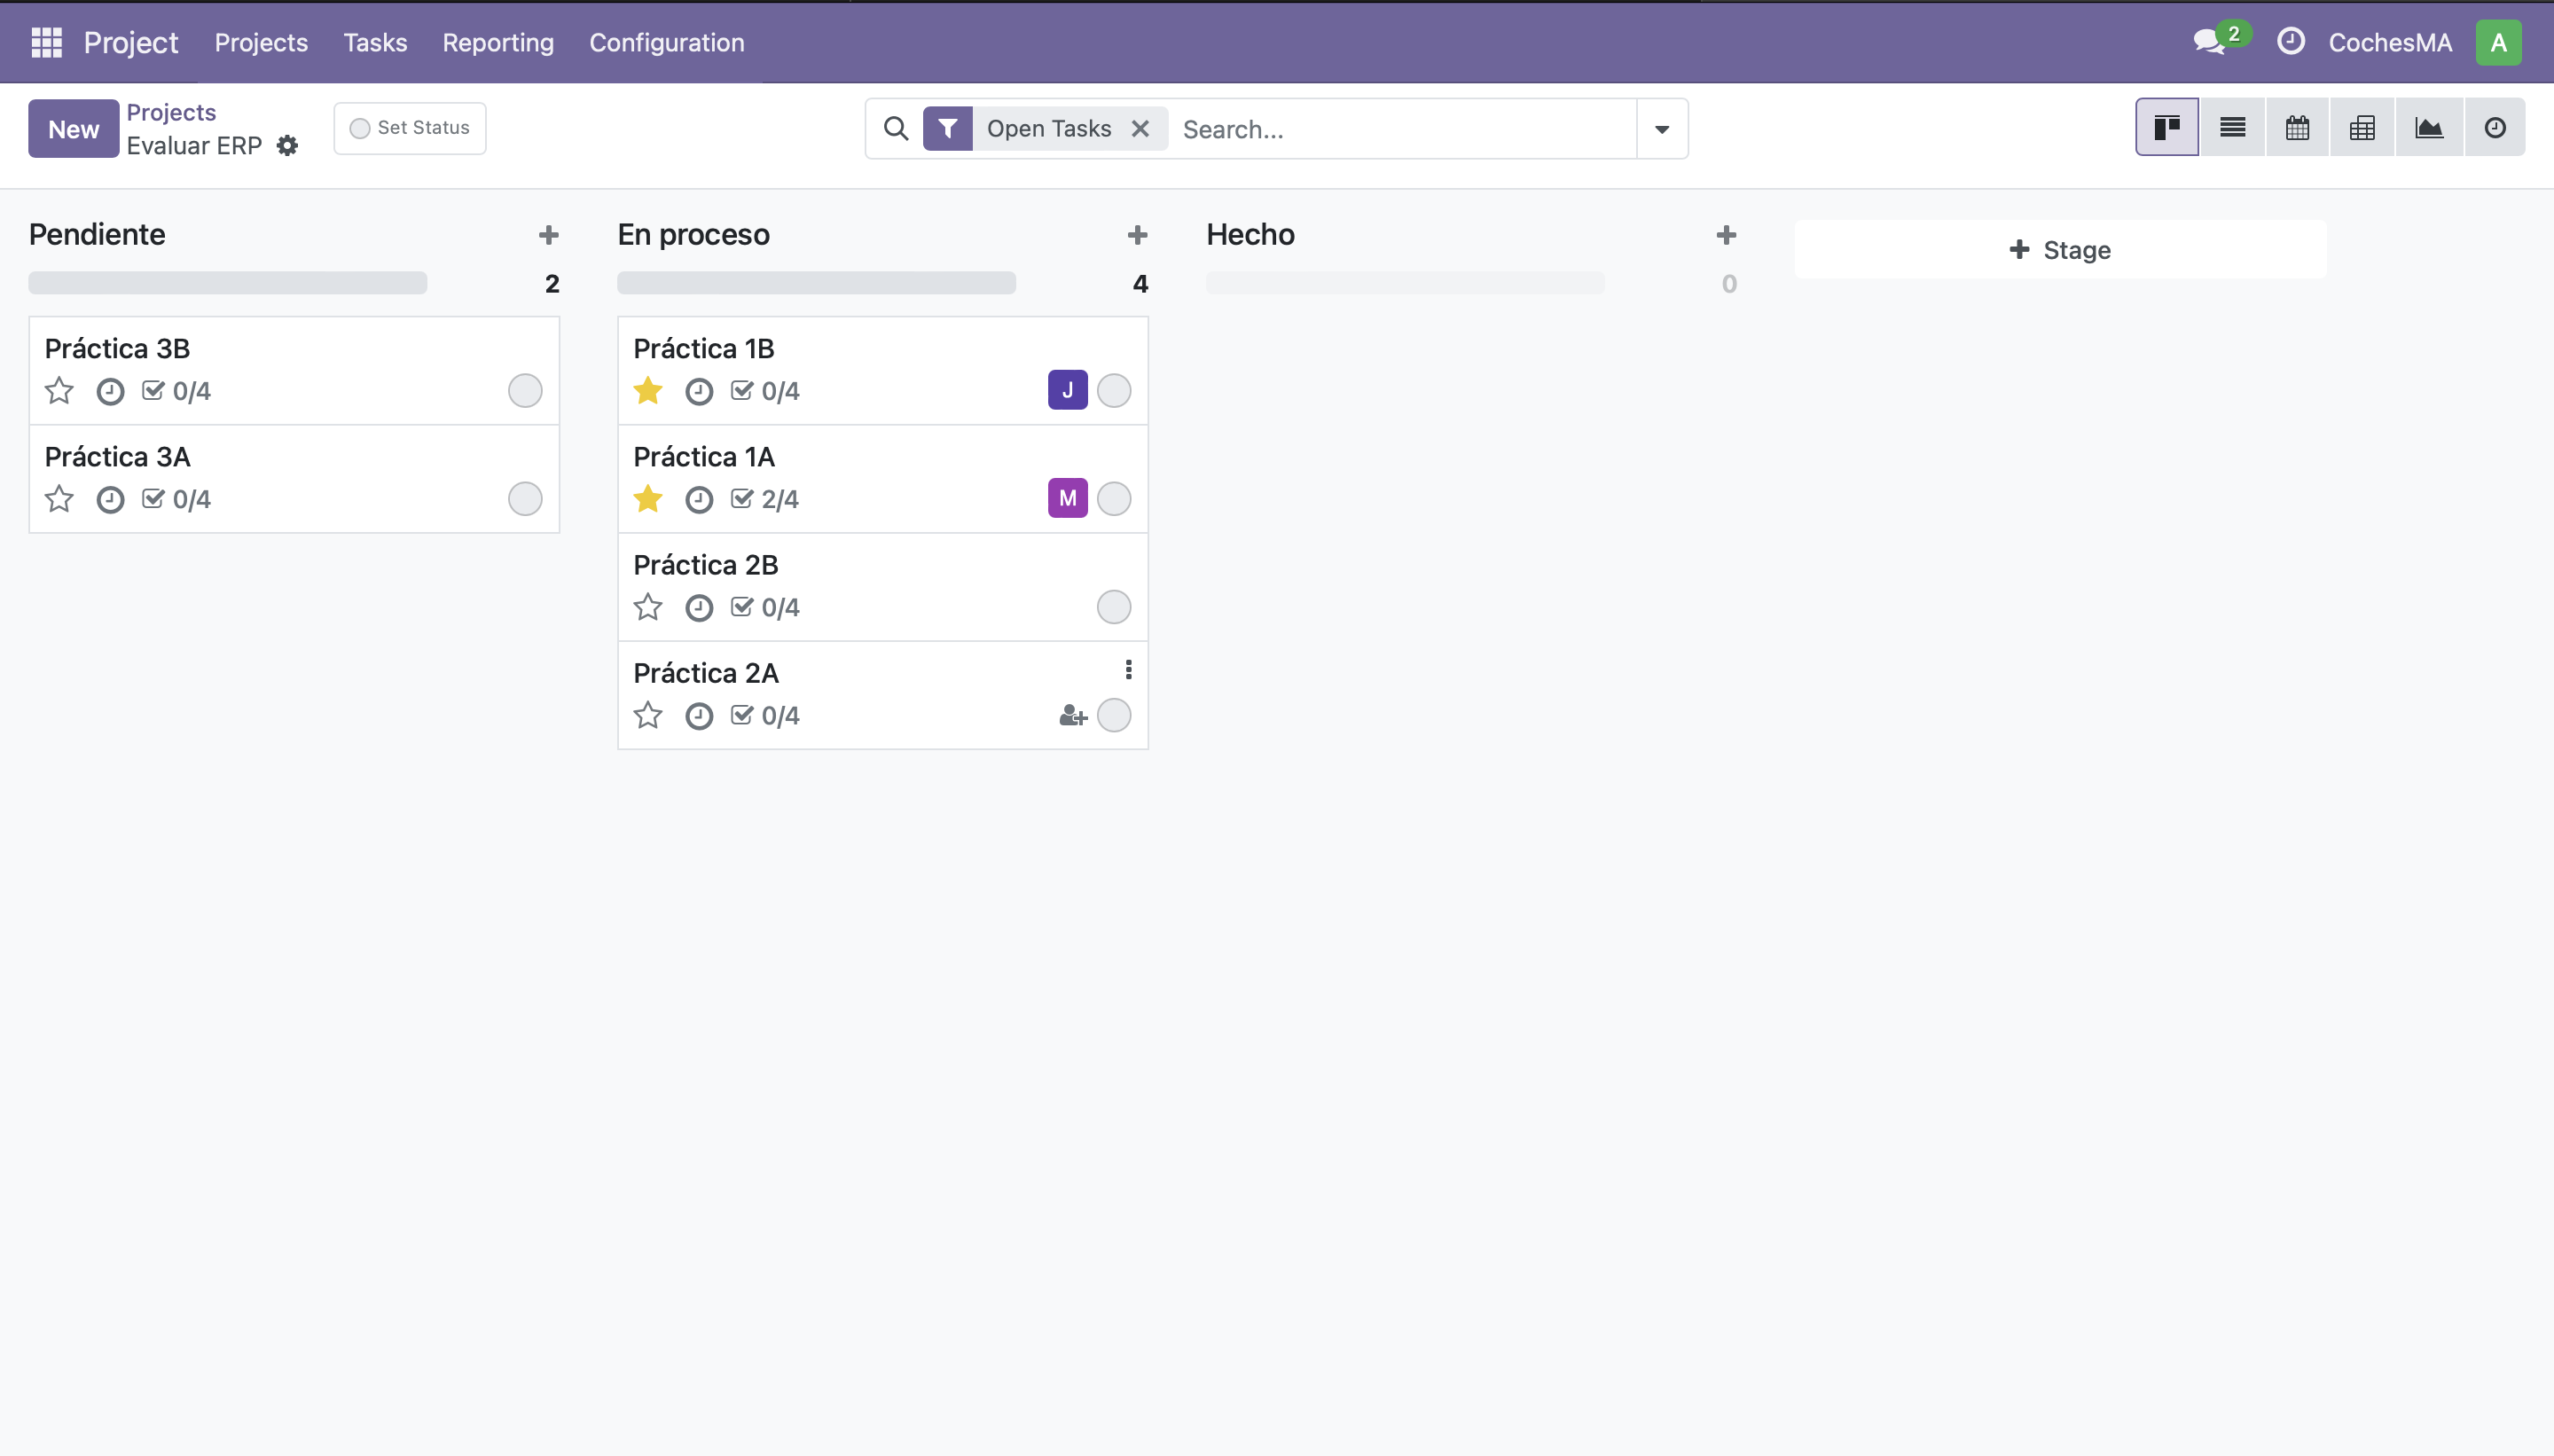 Project Projects Tasks Reporting Configuration 2 CochesMA A
New Projects Set Status Open Tasks Search...
Evaluar ERP
Pendiente
2
Práctica 3B
0/4
Práctica 3A
0/4
En proceso
4
Práctica 1B
0/4 J
Práctica 1A
2/4 M
Práctica 2B
0/4
Práctica 2A
0/4
Hecho
0
Stage